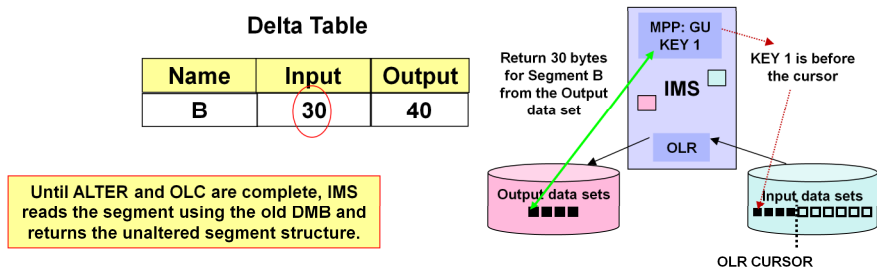 Delta Table
Name Input Output
B 30 40
Until ALTER and OLC are complete, IMS
reads the segment using the old DMB and
returns the unaltered segment structure.
Return 30 bytes
for Segment B
from the Output
data set
MPP: GU
KEY 1
IMS
OLR
KEY 1 is before
the cursor
Output data sets
Input data sets
OLR CURSOR